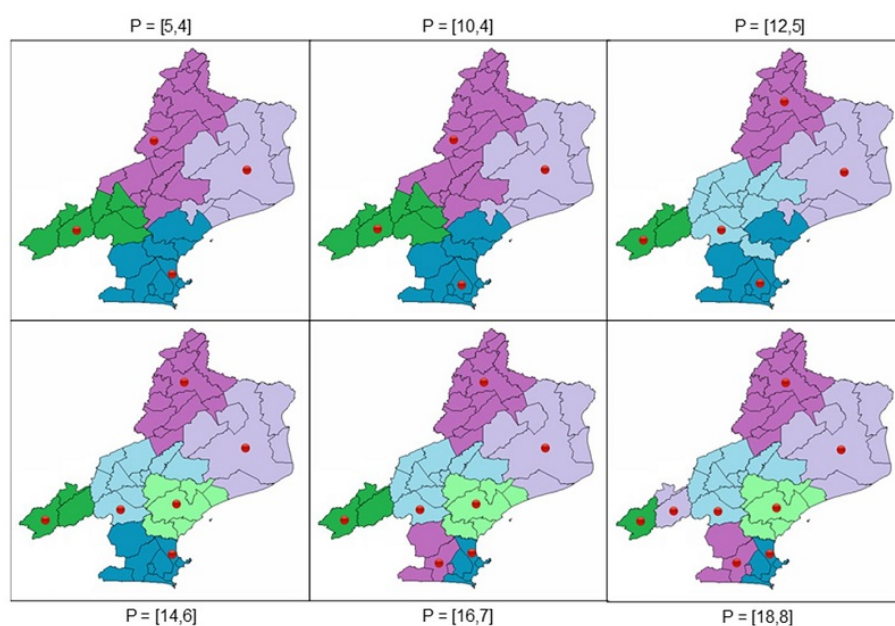 P = [5,4]
P = [10,4]
P = [12,5]
P = [14,6]
P = [16,7]
P = [18,8]